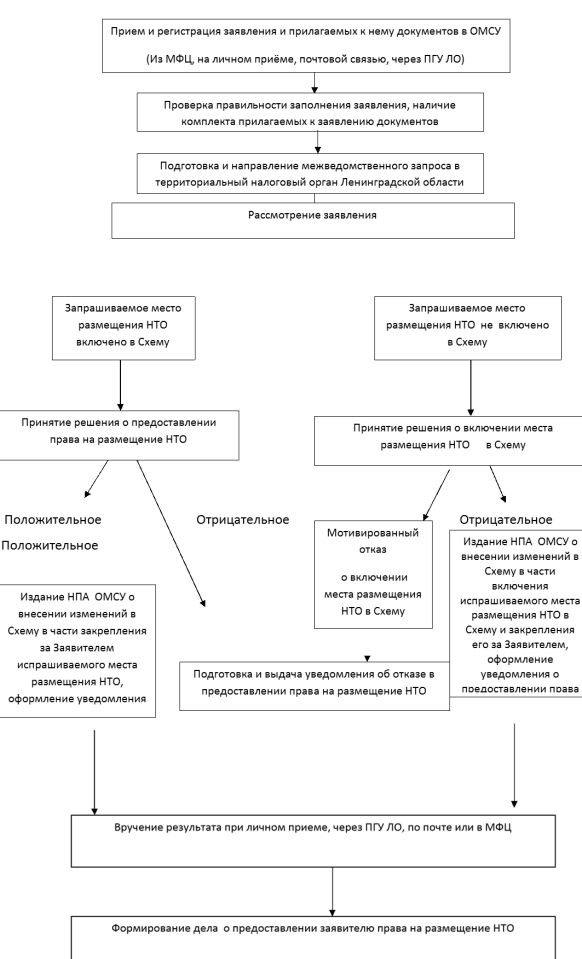 Прием и регистрация заявления и прилагаемых к нему документов в ОМСУ
(Из МФЦ, на личном приёме, почтовой связью, через ПГУ ЛО)
Проверка правильности заполнения заявления, наличие
комплекта прилагаемых к заявлению документов
Подготовка и направление межведомственного запроса в
территориальный налоговый орган Ленинградской области
Рассмотрение заявления
Запрашиваемое место
размещения НТО
включено в Схему
Запрашиваемое место
размещения НТО не включено
в Схему
Принятие решения о предоставлении
права на размещение НТО
Принятие решения о включении места
размещения НТО в Схему
Положительное
Отрицательное
Положительное
Отрицательное
Мотивированный
отказ
о включении
места размещения
НТО в Схему
Издание НПА ОМСУ о
внесении изменений в
Схему в части
включения
испрашиваемого места
размещения НТО в
Схему и закрепления
его за Заявителем,
оформление
уведомления о
предоставлении права
Издание НПА ОМСУ о
внесении изменений в
Схему в части закрепления
за Заявителем
испрашиваемого места
размещения НТО,
оформление уведомления
Подготовка и выдача уведомления об отказе в
предоставлении права на размещение НТО
Вручение результата при личном приеме, через ПГУ ЛО, по почте или в МФЦ
Формирование дела о предоставлении заявителю права на размещение НТО